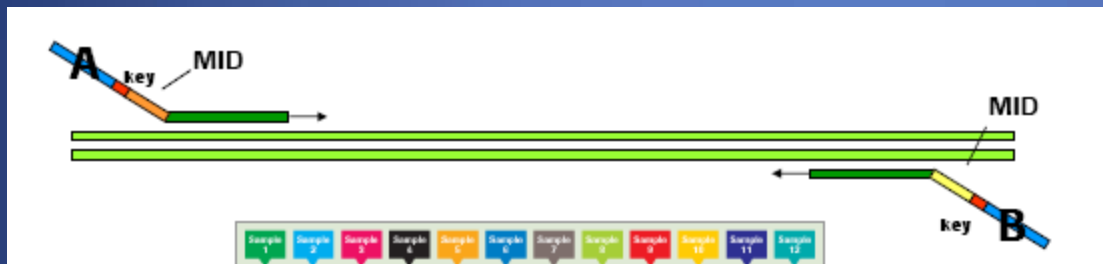 A
key
MID
MID
key
B
Sample 1
Sample 2
Sample 3
Sample 4
Sample 5
Sample 6
Sample 7
Sample 8
Sample 9
Sample 10
Sample 11
Sample 12